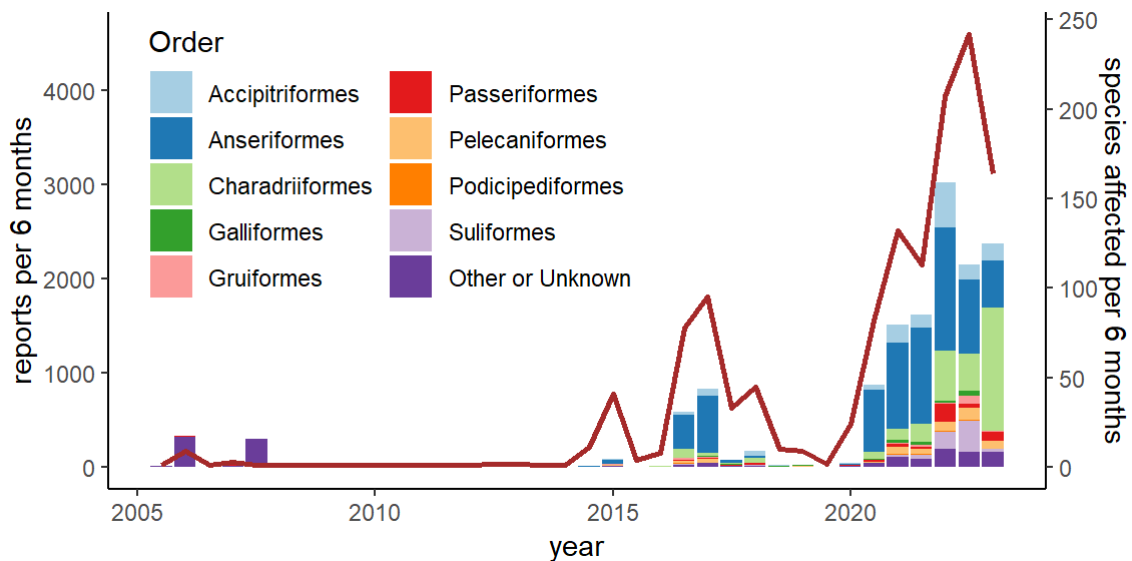 Order
Accipitriformes
Anseriformes
Charadriiformes
Galliformes
Gruiformes
Passeriformes
Pelecaniformes
Podicipediformes
Suliformes
Other or Unknown
reports per 6 months
4000
3000
2000
1000
0
species affected per 6 months
250
200
150
100
50
0
2005
2010
2015
2020
year